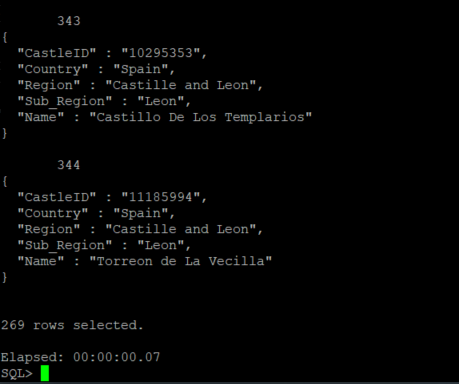 343
{
"CastleID" : "10295353",
"Country" : "Spain",
"Region" : "Castille and Leon",
"Sub_Region" : "Leon",
"Name" : "Castillo De Los Templarios"
}
344
{
"CastleID" : "11185994",
"Country" : "Spain",
"Region" : "Castille and Leon",
"Sub_Region" : "Leon",
"Name" : "Torreon de La Vecilla"
}
269 rows selected.
Elapsed: 00:00:00.07
SQL>